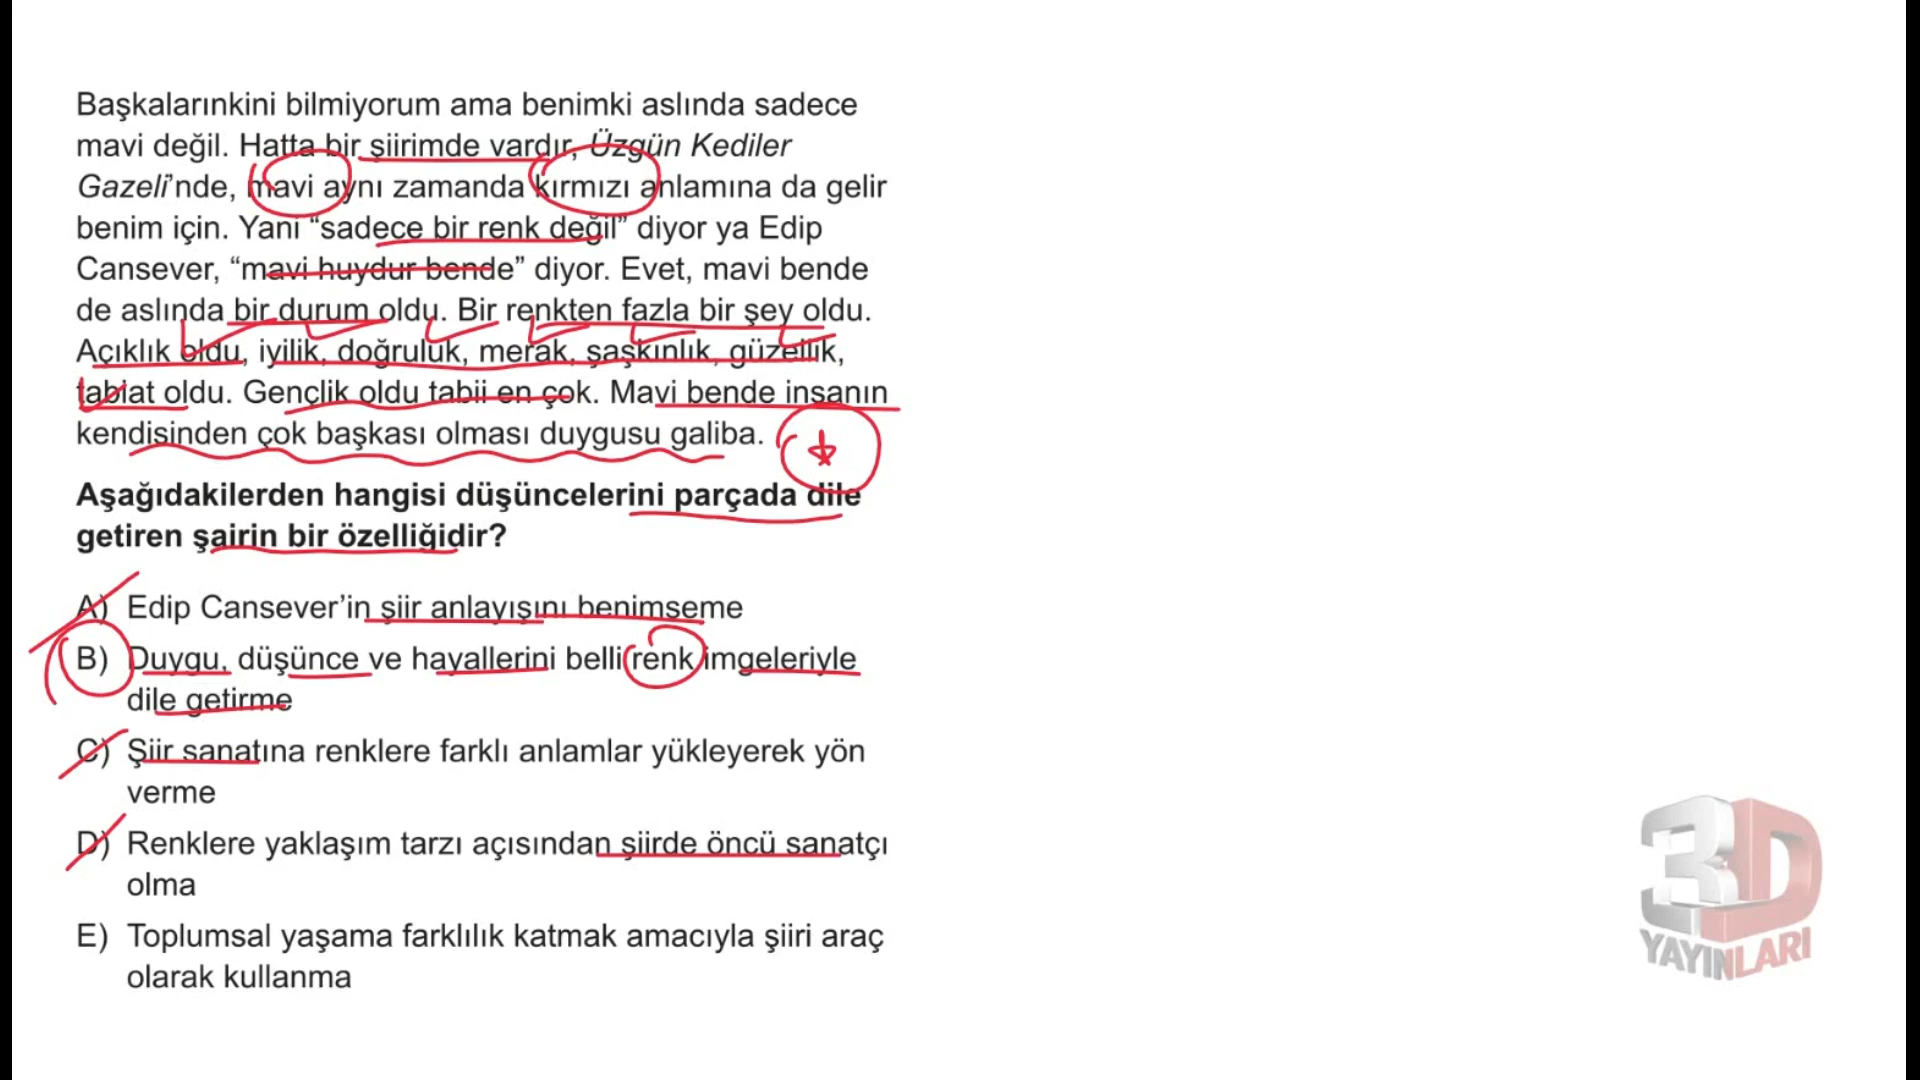 Başkalarınkini bilmiyorum ama benimki aslında sadece
mavi değil. Hatta bir şiirimde vardır, Üzgün Kediler
Gazeli'nde, mavi aynı zamanda kırmızı anlamına da gelir
benim için. Yani “sadece bir renk değil” diyor ya Edip
Cansever, “mavi huydur bende” diyor. Evet, mavi bende
de aslında bir durum oldu. Bir renkten fazla bir şey oldu.
Açıklık oldu, iyilik, doğruluk, merak, şaşkınlık, güzellik,
tabiat oldu. Gençlik oldu tabii en çok. Mavi bende insanın
kendisinden çok başkası olması duygusu galiba.
Aşağıdakilerden hangisi düşüncelerini parçada dile
getiren şairin bir özelliğidir?
A) Edip Cansever’in şiir anlayışını benimseme
B) Duygu, düşünce ve hayallerini belli renk imgeleriyle
dile getirme
C) Şiir sanatına renklere farklı anlamlar yükleyerek yön
verme
D) Renklere yaklaşım tarzı açısından şiirde öncü sanatçı
olma
E) Toplumsal yaşama farklılık katmak amacıyla şiiri araç
olarak kullanma
3D
YAYINLARI